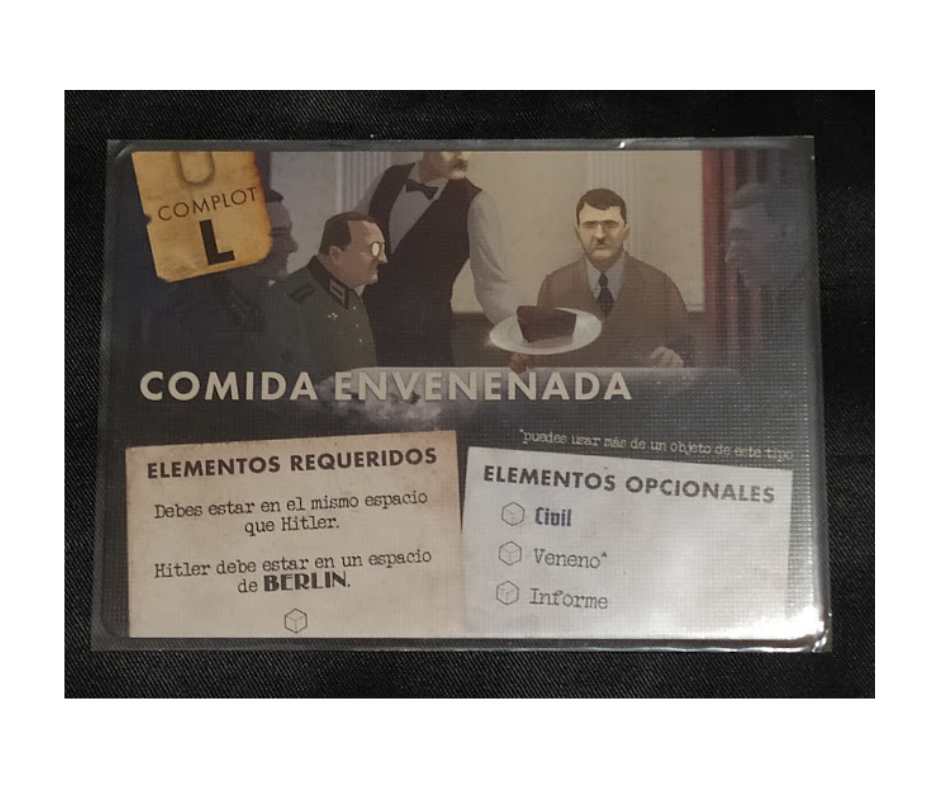 COMPLOT
L
COMIDA ENVENENADA
*puedes usar más de un objeto de este tipo
ELEMENTOS REQUERIDOS
Debes estar en el mismo espacio
que Hitler.
Hitler debe estar en un espacio
de BERLIN.
ELEMENTOS OPCIONALES
Civil
Veneno*
Informe